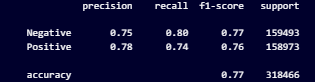 precision recall f1-score support
Negative 0.75 0.80 0.77 159493
Positive 0.78 0.74 0.76 158973
accuracy 0.77 318466